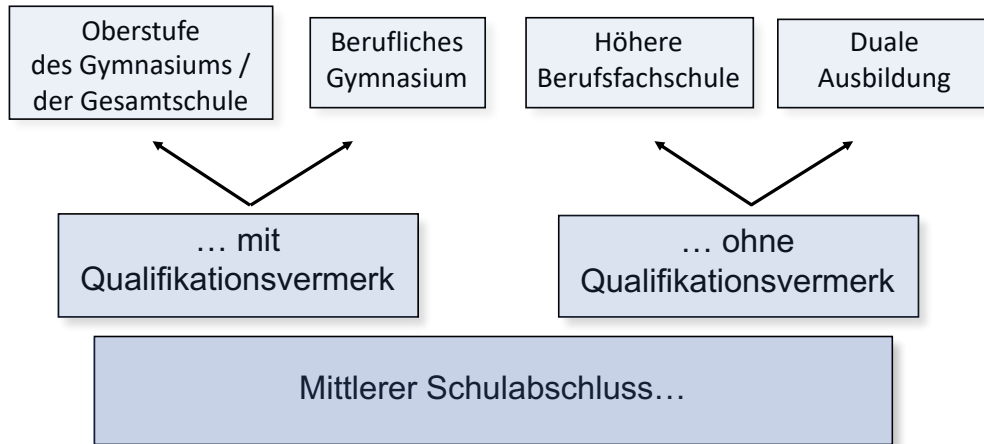 Oberstufe
des Gymnasiums /
der Gesamtschule
Berufliches
Gymnasium
Höhere
Berufsfachschule
Duale
Ausbildung
… mit
Qualifikationsvermerk
… ohne
Qualifikationsvermerk
Mittlerer Schulabschluss…